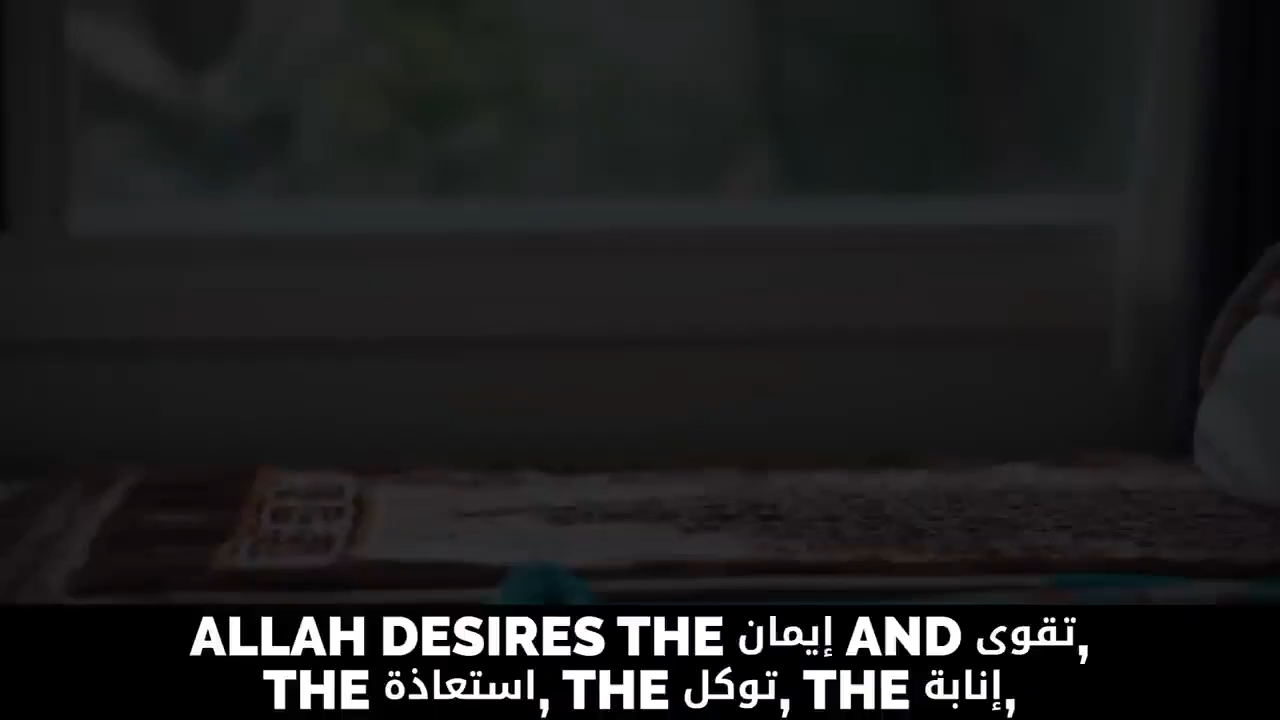 ALLAH DESIRES THE إيمان AND تقوى,
THE استعاذة, THE توكل, THE إنابة,